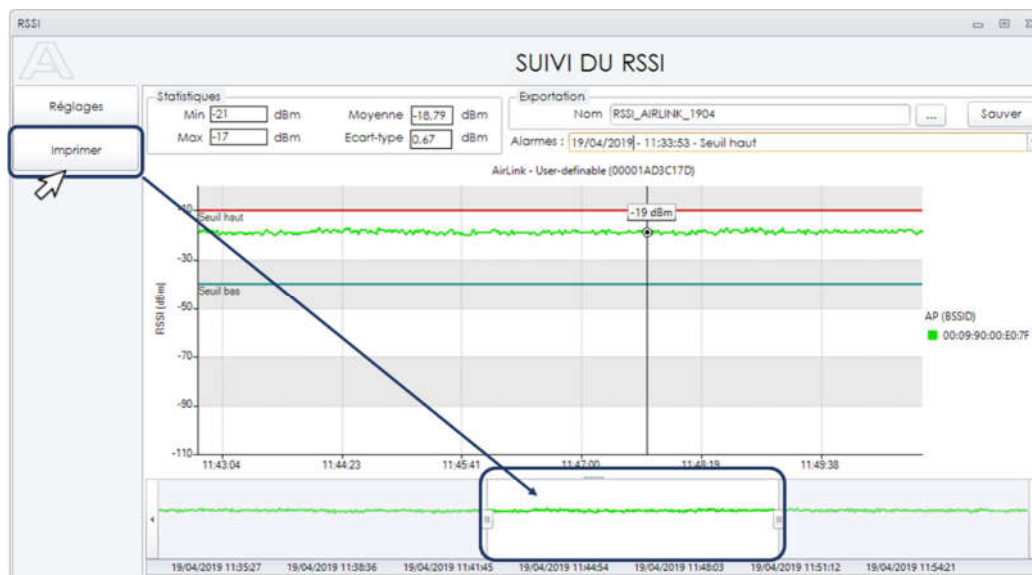 RSSI
SUIVI DU RSSI
Réglages
Imprimer
Statistiques
Min -21 dBm Moyenne -18,79 dBm
Max -17 dBm Ecart-type 0,67 dBm
Exportation
Nom RSSI_AIRLINK_1904 ... Sauver
Alarmes : 19/04/2019 - 11:33:53 - Seuil haut
AirLink - User-definable (00001AD3C17D)
-10
Seuil haut
-19 dBm
-30
Seuil bas
-50
RSSI (dBm)
-70
-90
-110
AP (BSSID)
00:09:90:00:E0:7F
11:43:04 11:44:23 11:45:41 11:47:00 11:48:19 11:49:38
19/04/2019 11:35:27 19/04/2019 11:38:36 19/04/2019 11:41:45 19/04/2019 11:44:54 19/04/2019 11:48:03 19/04/2019 11:51:12 19/04/2019 11:54:21